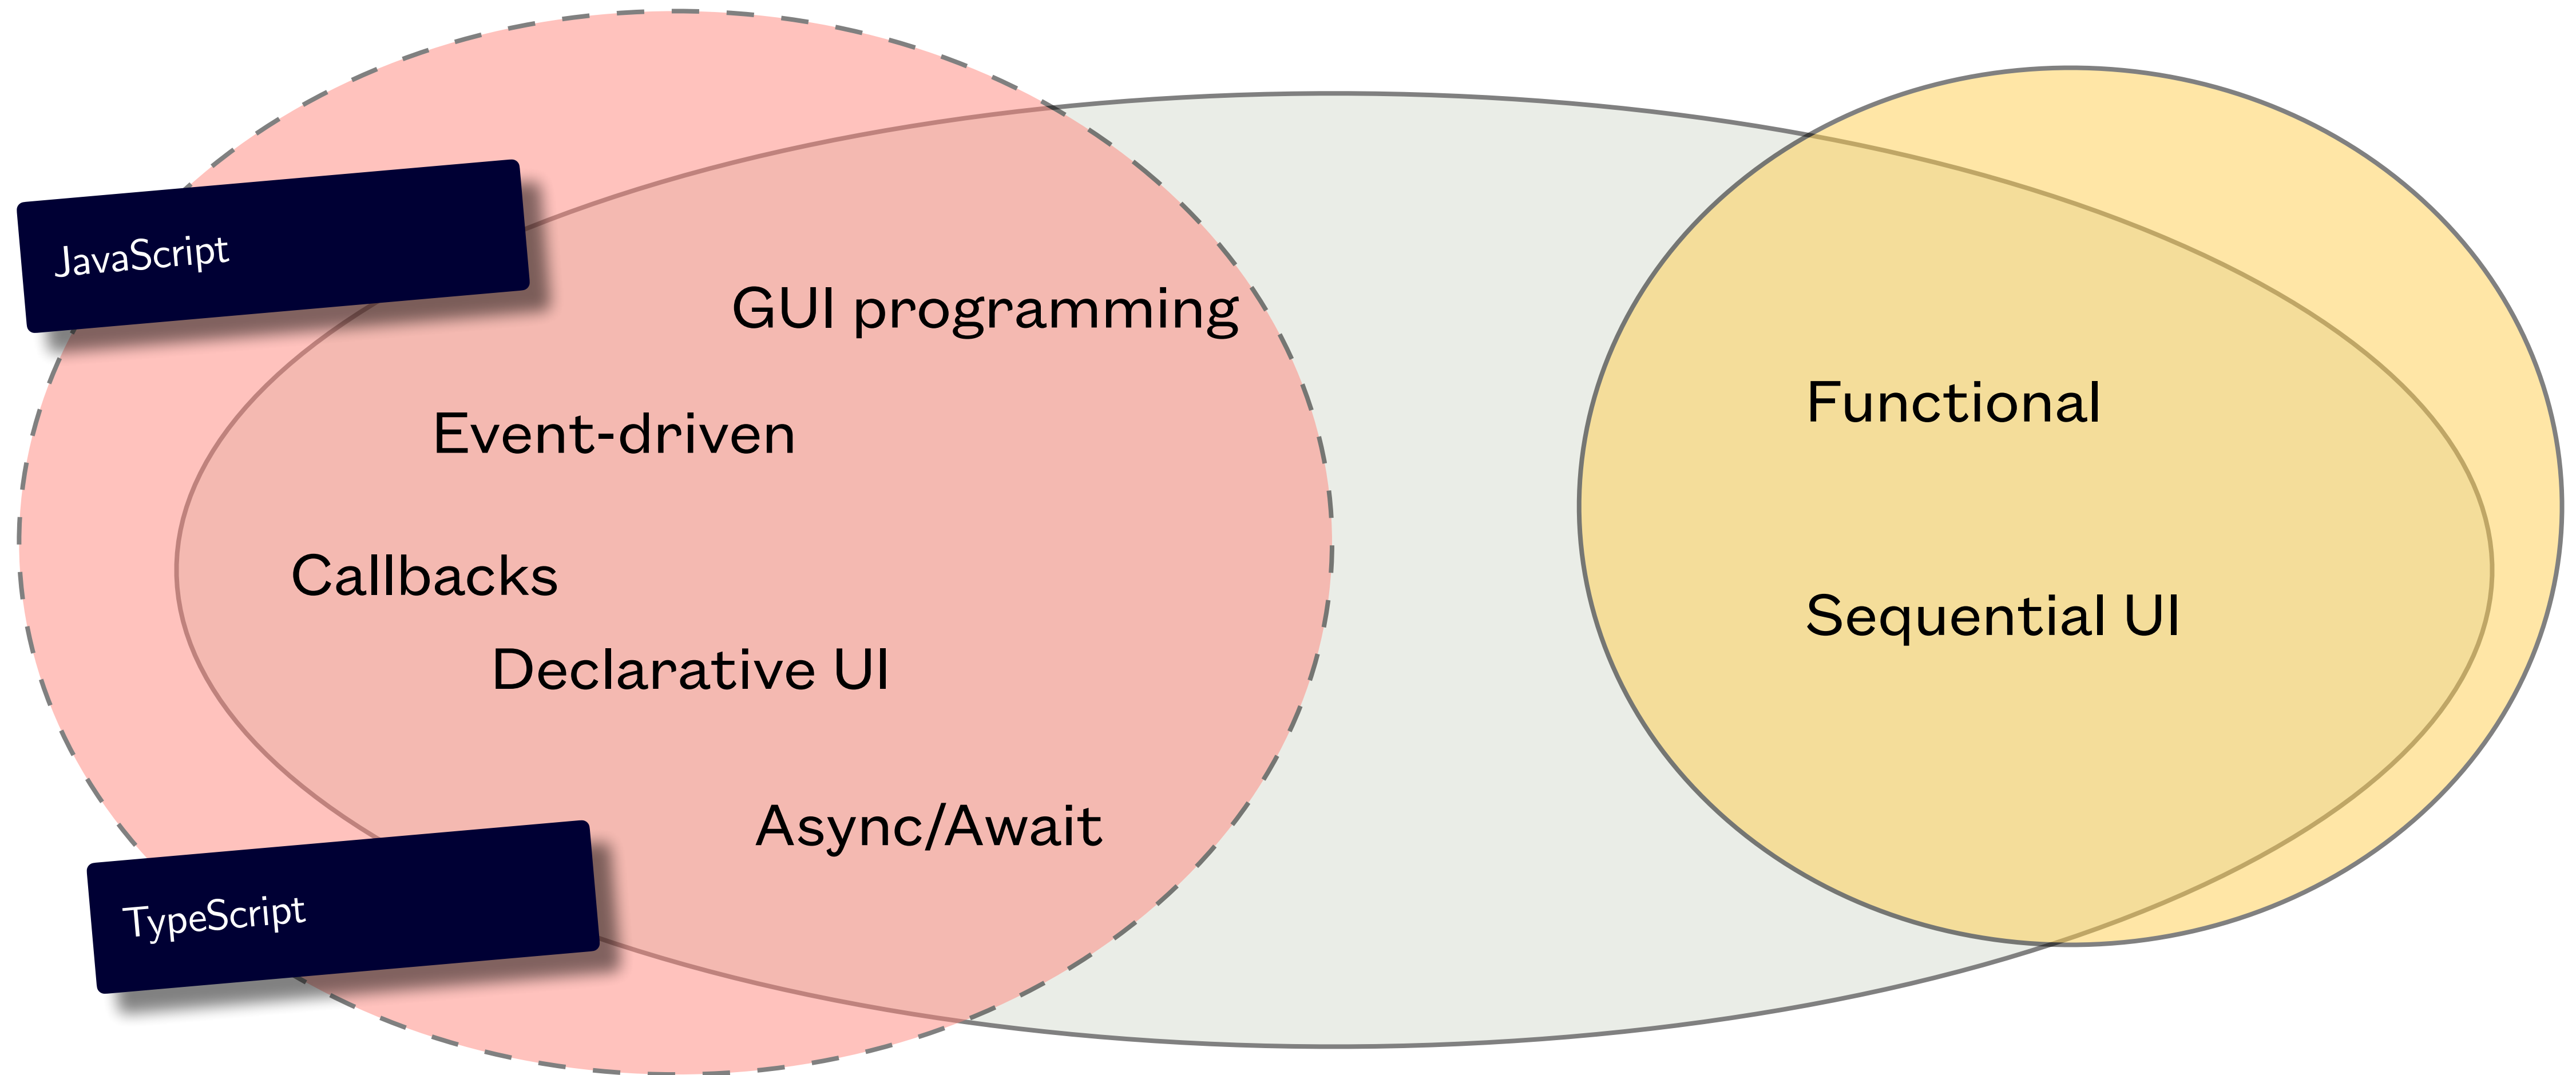 JavaScript
GUI programming
Event-driven
Callbacks
Declarative UI
Async/Await
TypeScript
Functional
Sequential UI